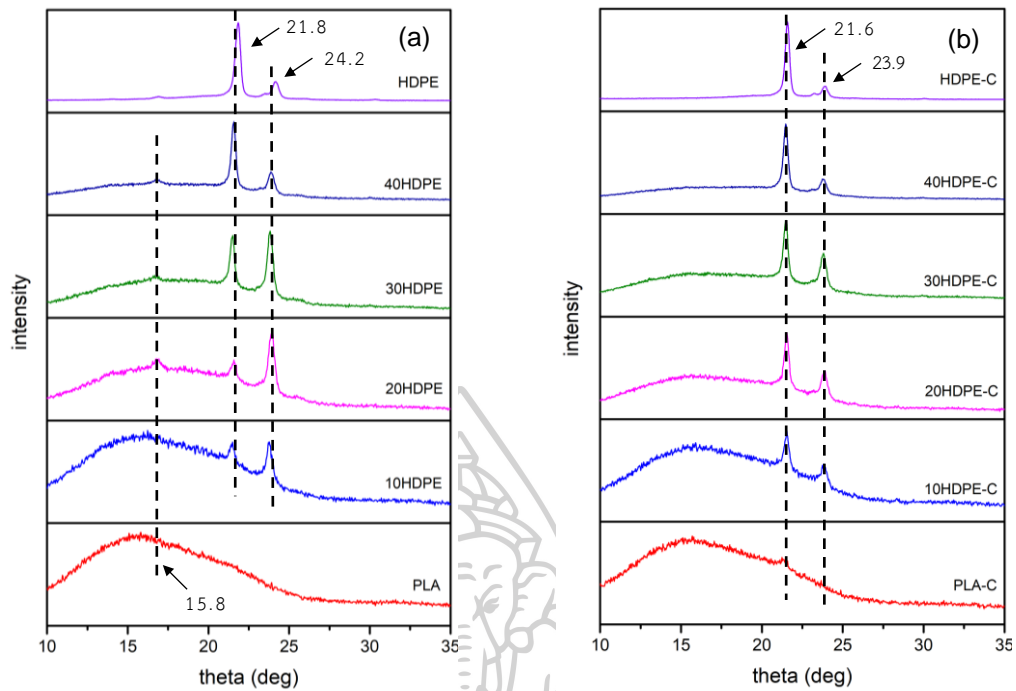 (a)
21.8
24.2
HDPE
40HDPE
30HDPE
20HDPE
10HDPE
PLA
15.8
intensity
10 15 20 25 30 35
theta (deg)
(b)
21.6
23.9
HDPE-C
40HDPE-C
30HDPE-C
20HDPE-C
10HDPE-C
PLA-C
intensity
10 15 20 25 30 35
theta (deg)